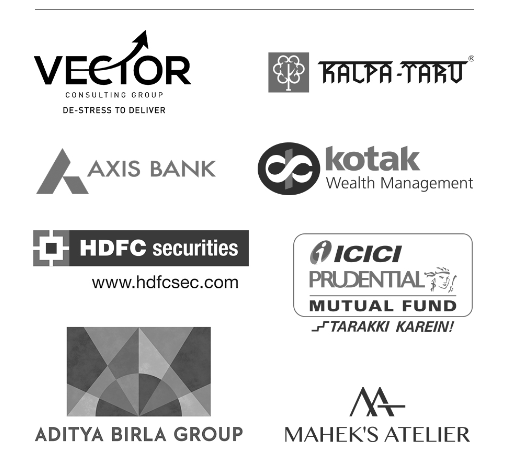 VECTOR
CONSULTING GROUP
DE-STRESS TO DELIVER
KALPA-TARU®
AXIS BANK
kotak
Wealth Management
HDFC securities
www.hdfcsec.com
ICICI
PRUDENTIAL
MUTUAL FUND
TARAKKI KAREIN!
ADITYA BIRLA GROUP
MAHEK'S ATELIER